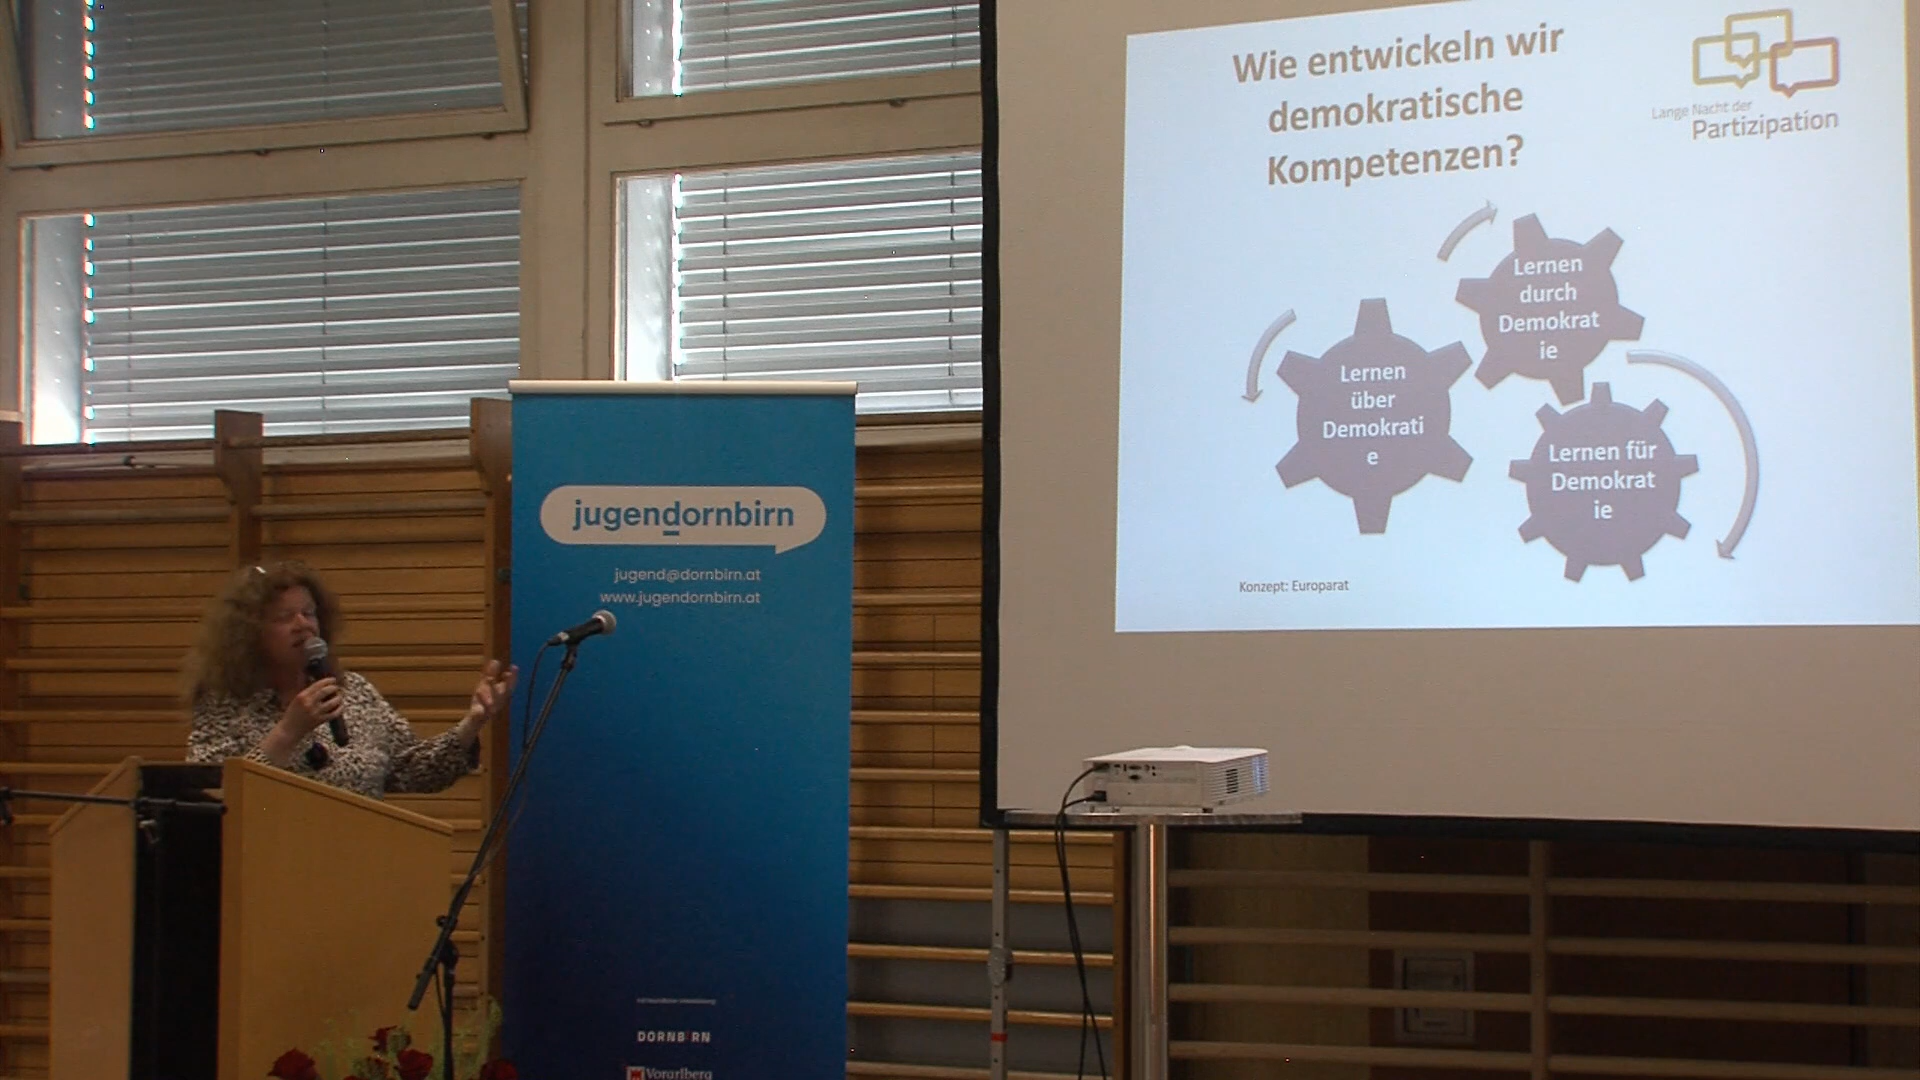 Wie entwickeln wir
demokratische
Kompetenzen?
Lange Nacht der
Partizipation
Lernen
durch
Demokrat
ie
Lernen
über
Demokrati
e
Lernen für
Demokrat
ie
Konzept: Europarat
jugendornbirn
jugend@dornbirn.at
www.jugendornbirn.at
DORNBIRN
Vorarlberg